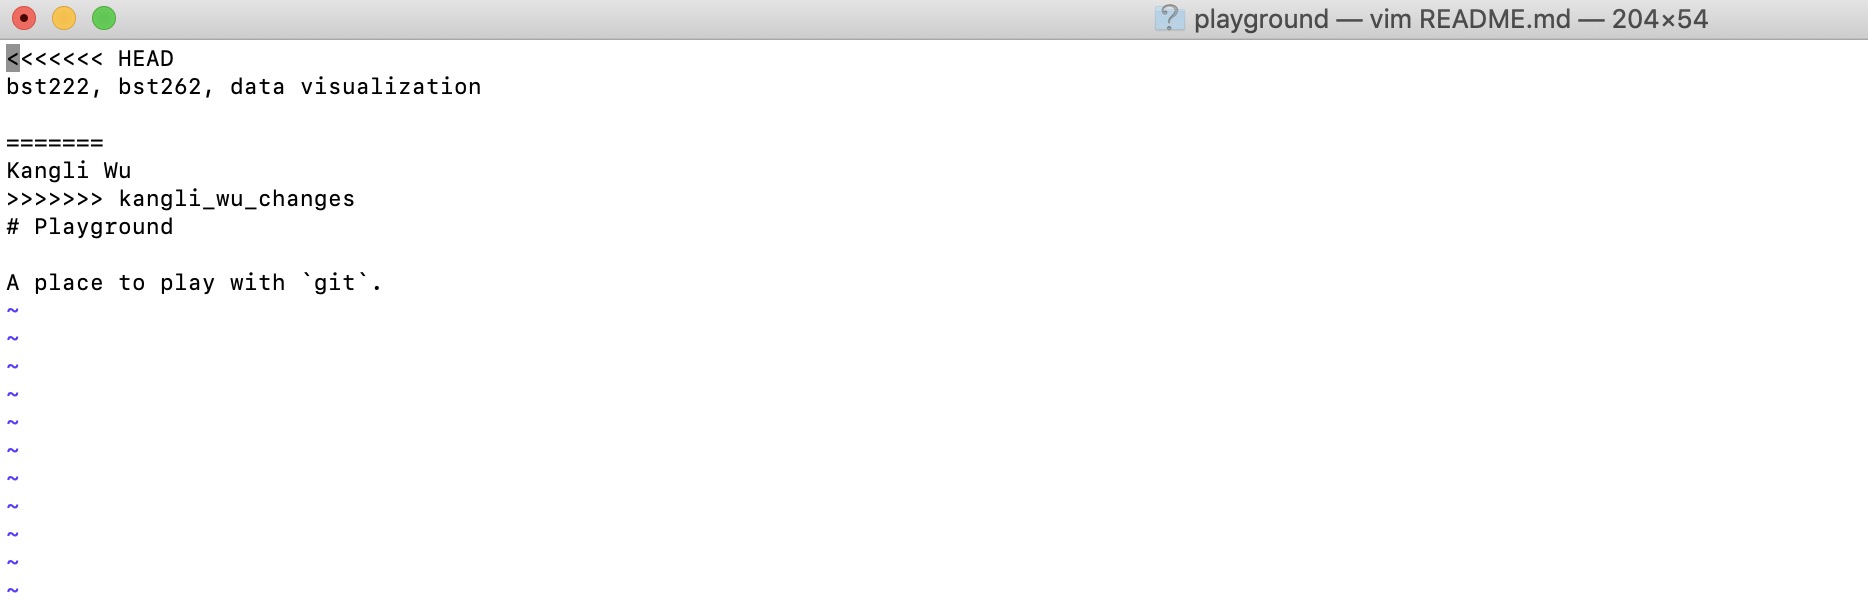 playground — vim README.md — 204×54
<<<<<<< HEAD
bst222, bst262, data visualization
=======
Kangli Wu
>>>>>>> kangli_wu_changes
# Playground
A place to play with `git`.
~
~
~
~
~
~
~
~
~
~
~